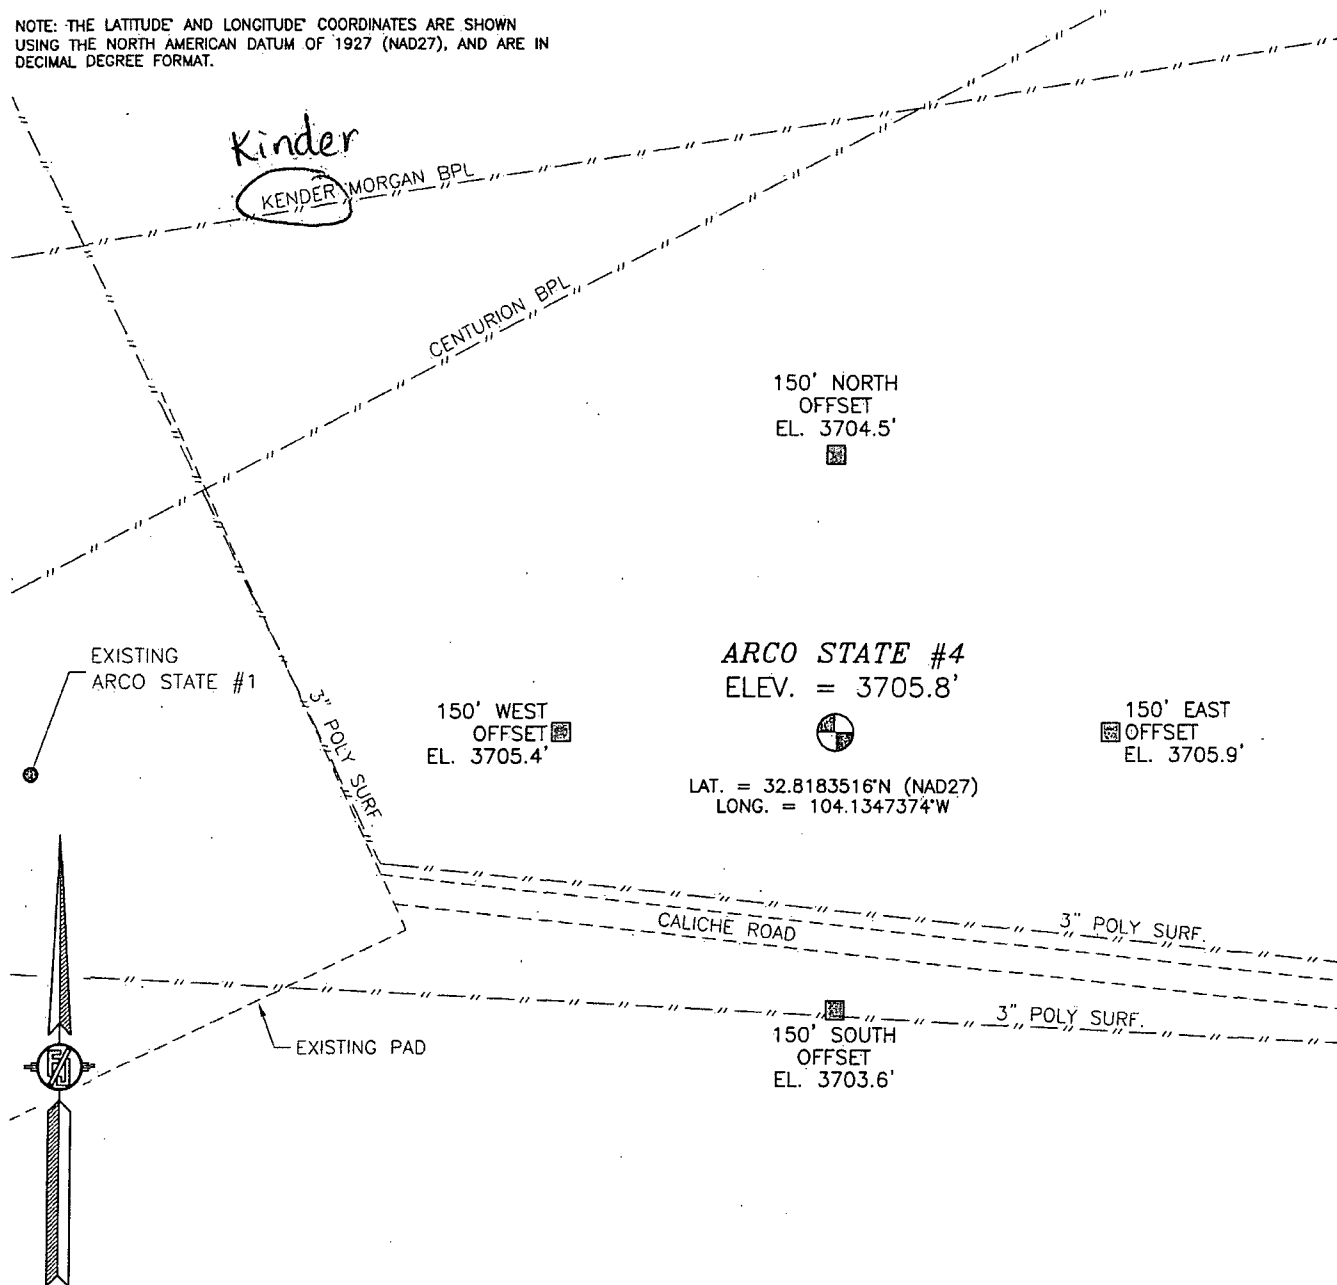 NOTE: THE LATITUDE AND LONGITUDE COORDINATES ARE SHOWN
USING THE NORTH AMERICAN DATUM OF 1927 (NAD27), AND ARE IN
DECIMAL DEGREE FORMAT.
Kinder
KENDER MORGAN BPL
CENTURION BPL
150' NORTH
OFFSET
EL. 3704.5'
EXISTING
ARCO STATE #1
3" POLY SURF.
150' WEST
OFFSET
EL. 3705.4'
ARCO STATE #4
ELEV. = 3705.8'
LAT. = 32.8183516°N (NAD27)
LONG. = 104.1347374°W
150' EAST
OFFSET
EL. 3705.9'
CALICHE ROAD
3" POLY SURF.
3" POLY SURF.
150' SOUTH
OFFSET
EL. 3703.6'
EXISTING PAD